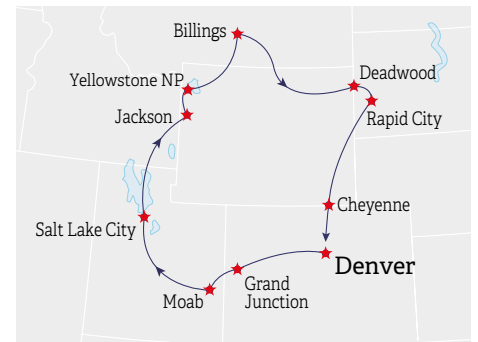 Billings
Yellowstone NP
Deadwood
Jackson
Rapid City
Cheyenne
Salt Lake City
Denver
Grand
Junction
Moab